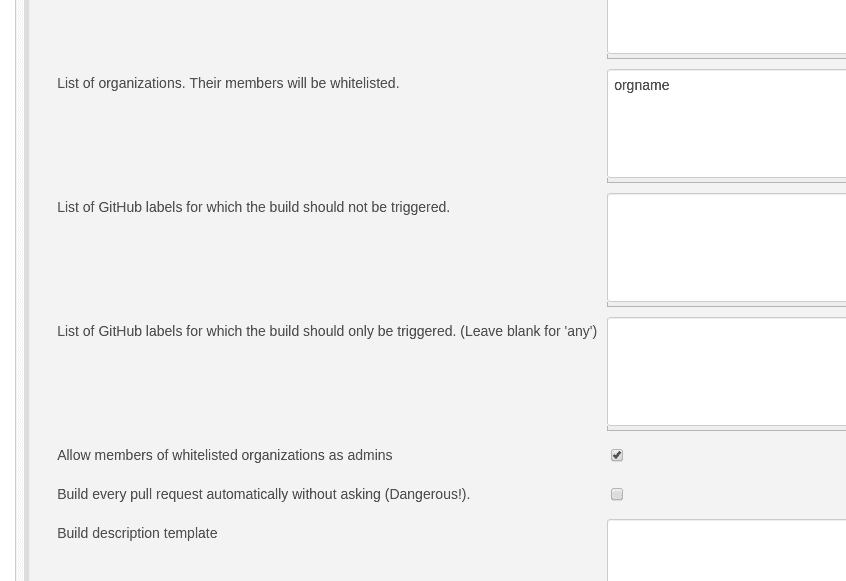 List of organizations. Their members will be whitelisted.
orgname
List of GitHub labels for which the build should not be triggered.
List of GitHub labels for which the build should only be triggered. (Leave blank for 'any')
Allow members of whitelisted organizations as admins
Build every pull request automatically without asking (Dangerous!).
Build description template